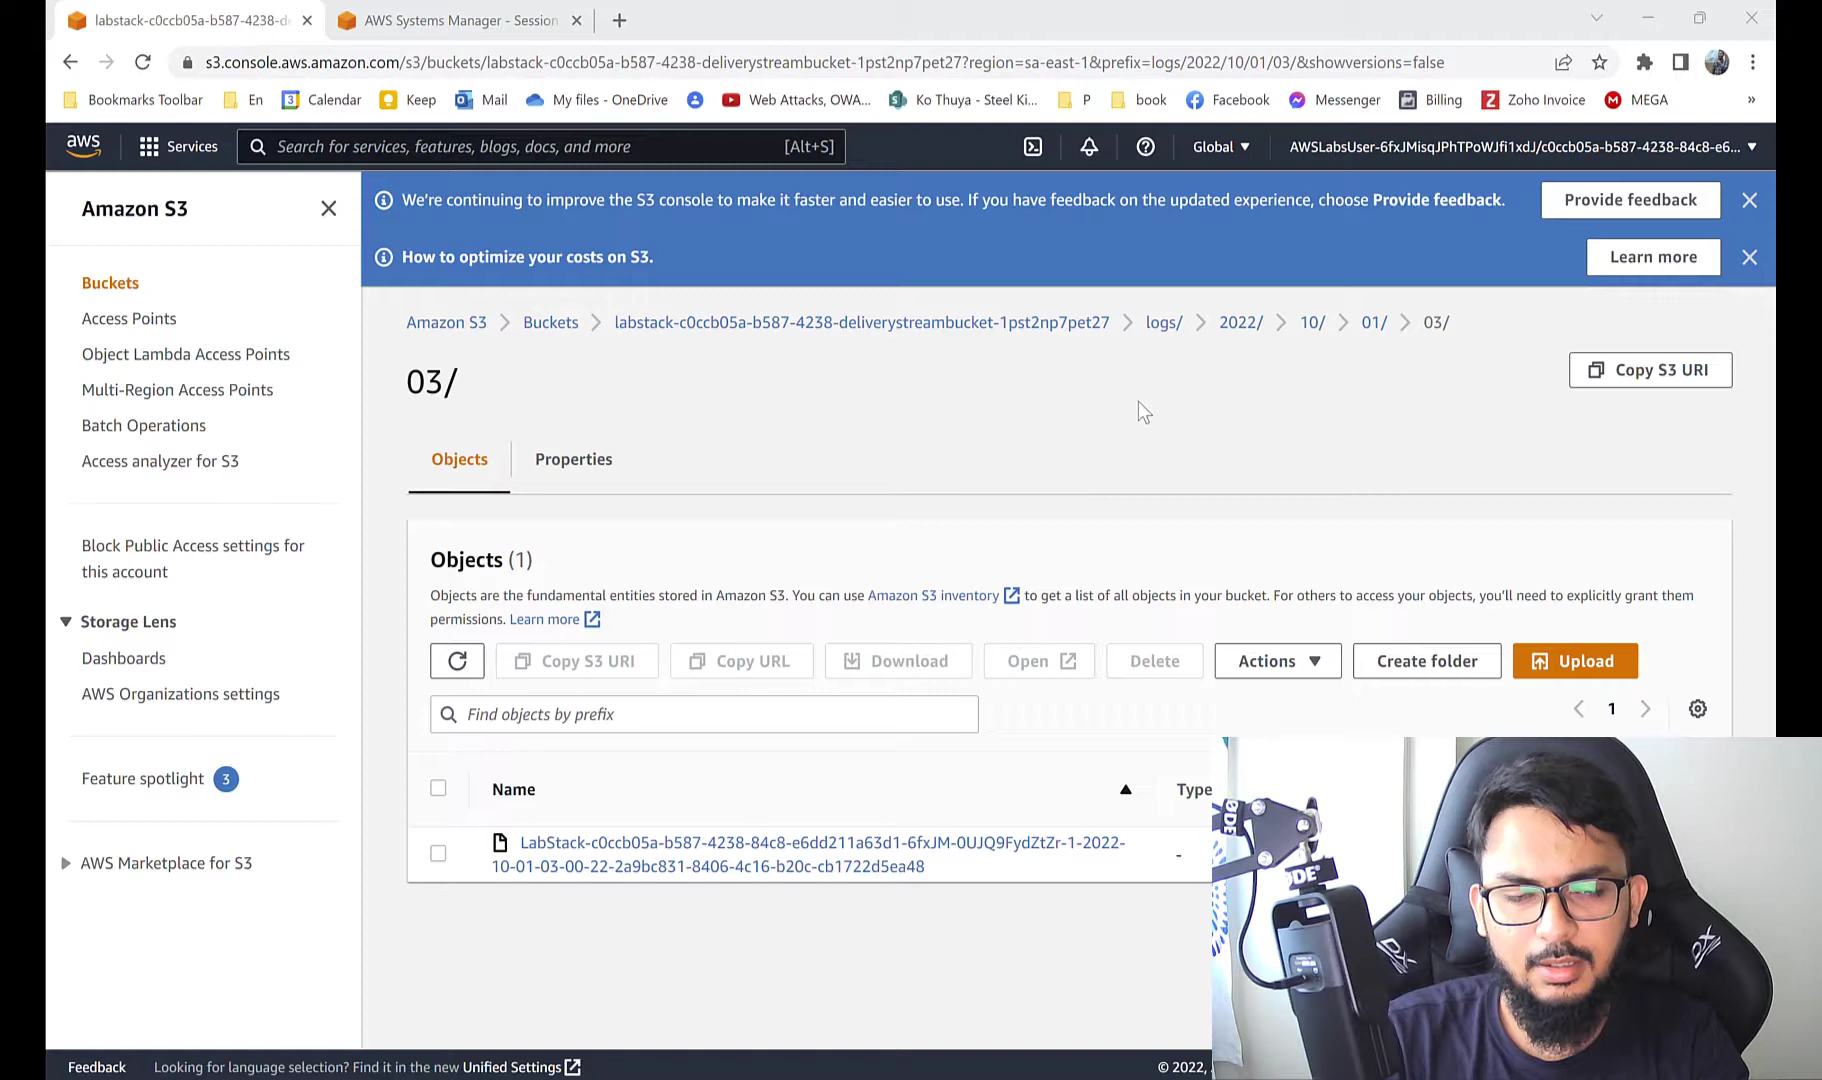 labstack-c0ccb05a-b587-4238-de
AWS Systems Manager - Session
s3.console.aws.amazon.com/s3/buckets/labstack-c0ccb05a-b587-4238-deliverystreambucket-1pst2np7pet27?region=sa-east-1&prefix=logs/2022/10/01/03/&showversions=false
Bookmarks Toolbar En Calendar Keep Mail My files - OneDrive Web Attacks, OWA... Ko Thuya - Steel Ki... P book Facebook Messenger Billing Zoho Invoice MEGA »
aws Services Search for services, features, blogs, docs, and more [Alt+S] Global AWSLabsUser-6fxJMisqJPhTPoWJfi1xdJ/c0ccb05a-b587-4238-84c8-e6...
Amazon S3
Buckets
Access Points
Object Lambda Access Points
Multi-Region Access Points
Batch Operations
Access analyzer for S3
Block Public Access settings for
this account
Storage Lens
Dashboards
AWS Organizations settings
Feature spotlight 3
AWS Marketplace for S3
We're continuing to improve the S3 console to make it faster and easier to use. If you have feedback on the updated experience, choose Provide feedback.
Provide feedback
How to optimize your costs on S3.
Learn more
Amazon S3 > Buckets > labstack-c0ccb05a-b587-4238-deliverystreambucket-1pst2np7pet27 > logs/ > 2022/ > 10/ > 01/ > 03/
03/
Copy S3 URI
Objects Properties
Objects (1)
Objects are the fundamental entities stored in Amazon S3. You can use Amazon S3 inventory to get a list of all objects in your bucket. For others to access your objects, you'll need to explicitly grant them
permissions. Learn more
Copy S3 URI Copy URL Download Open Delete Actions Create folder Upload
Find objects by prefix
1
Name Type
LabStack-c0ccb05a-b587-4238-84c8-e6dd211a63d1-6fxJM-0UJQ9FydZtZr-1-2022-
10-01-03-00-22-2a9bc831-8406-4c16-b20c-cb1722d5ea48
-
Feedback Looking for language selection? Find it in the new Unified Settings © 2022,
DX